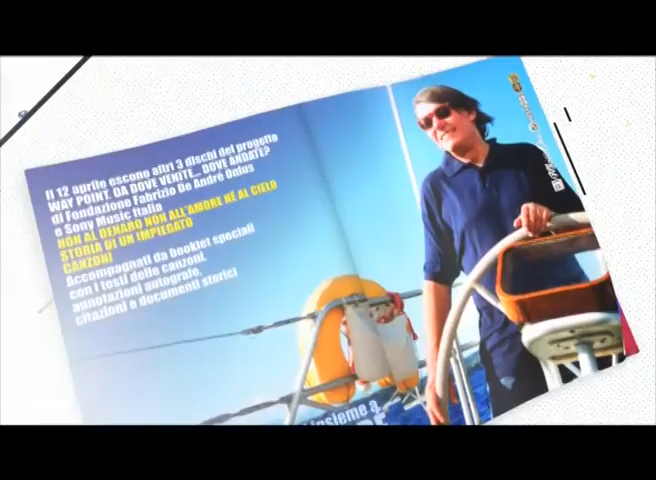 Il 12 aprile escono altri 3 dischi del progetto
WAY POINT. DA DOVE VENITE... DOVE ANDATE?
di Fondazione Fabrizio De André Onlus
e Sony Music Italia
NON AL DENARO NON ALL'AMORE NÉ AL CIELO
STORIA DI UN IMPIEGATO
CANZONI
Accompagnati da booklet speciali
con i testi delle canzoni,
annotazioni autografe,
citazioni e documenti storici
insieme a